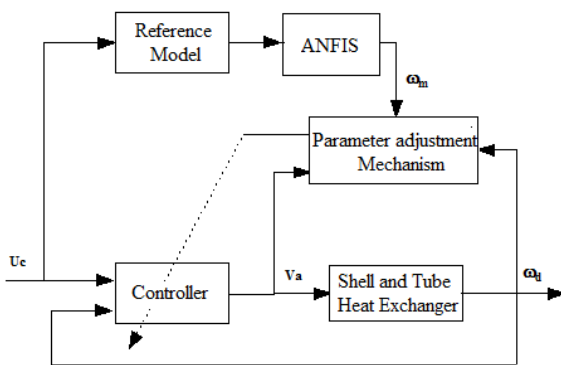 Reference
Model
ANFIS
ωm
Parameter adjustment
Mechanism
Uc
Controller
Va
Shell and Tube
Heat Exchanger
ωd